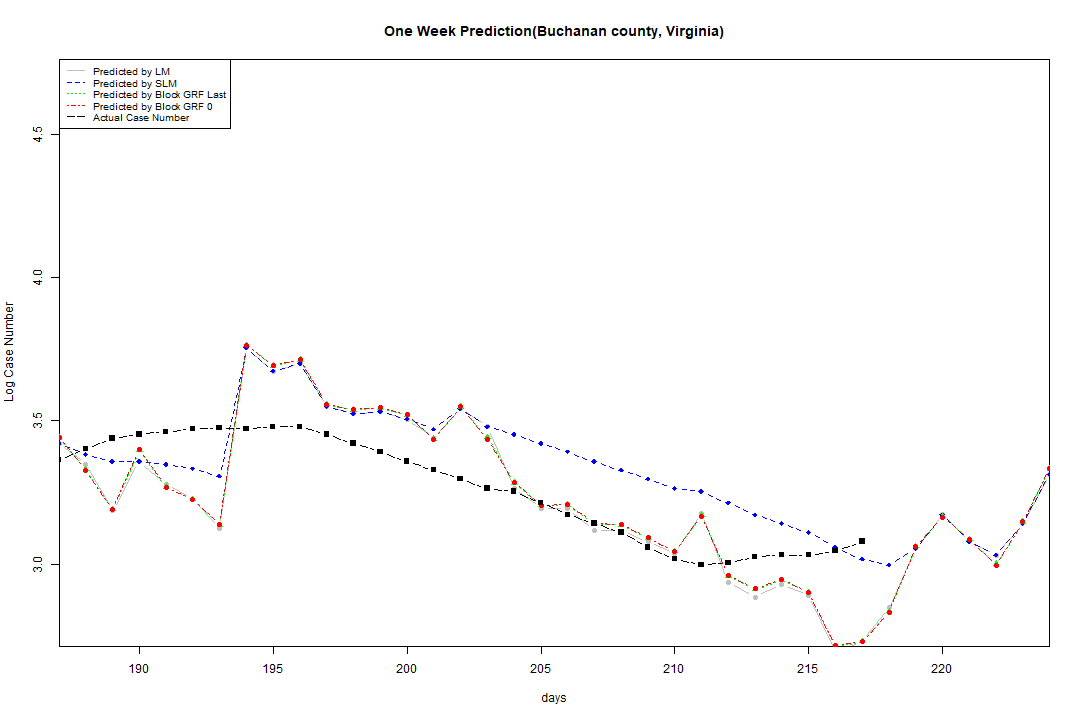 One Week Prediction(Buchanan county, Virginia)
Predicted by LM
Predicted by SLM
Predicted by Block GRF Last
Predicted by Block GRF 0
Actual Case Number
4.5
4.0
3.5
3.0
Log Case Number
190 195 200 205 210 215 220
days